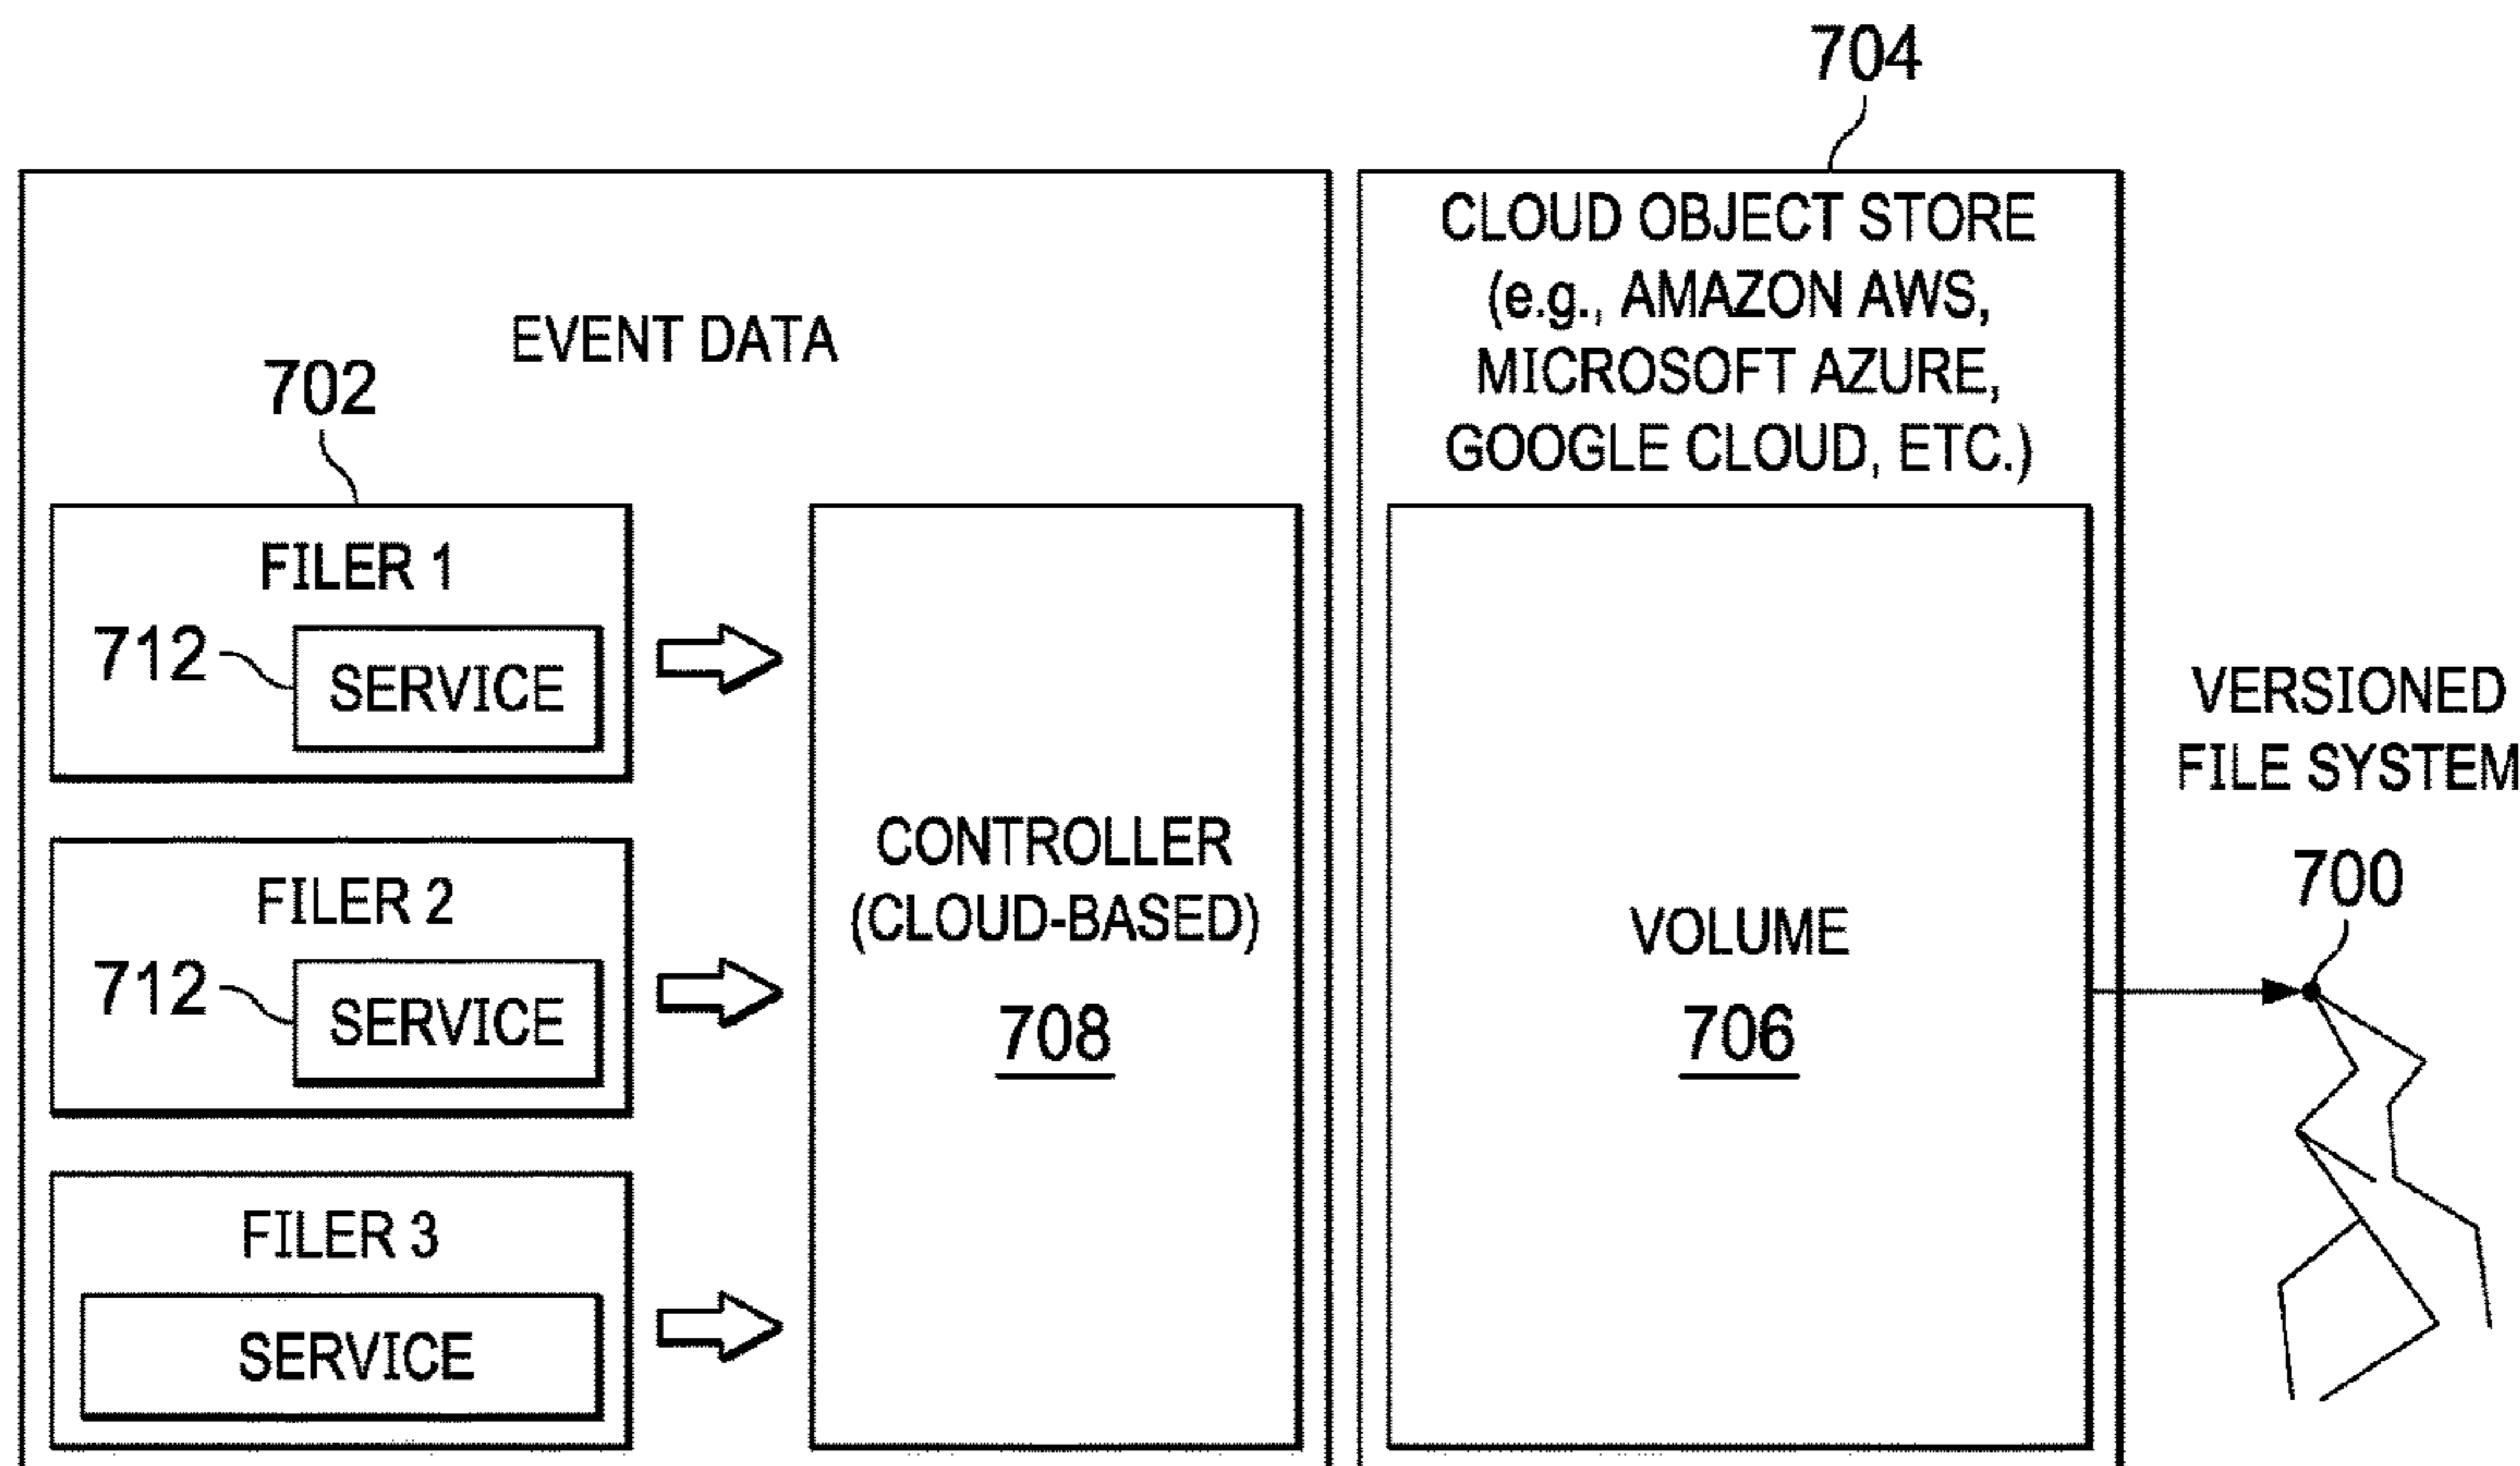 704
CLOUD OBJECT STORE
(e.g., AMAZON AWS,
MICROSOFT AZURE,
GOOGLE CLOUD, ETC.)
EVENT DATA
702
FILER 1
712
SERVICE
FILER 2
712
SERVICE
FILER 3
SERVICE
CONTROLLER
(CLOUD-BASED)
708
VOLUME
706
VERSIONED
FILE SYSTEM
700